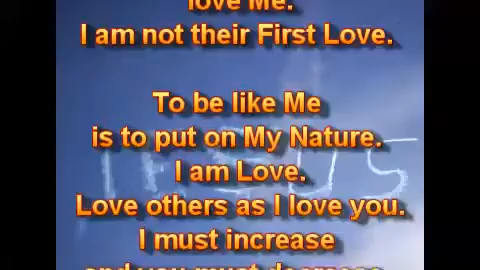 love Me.
I am not their First Love.
To be like Me
is to put on My Nature.
I am Love.
Love others as I love you.
I must increase
and you must decrease
JESUS